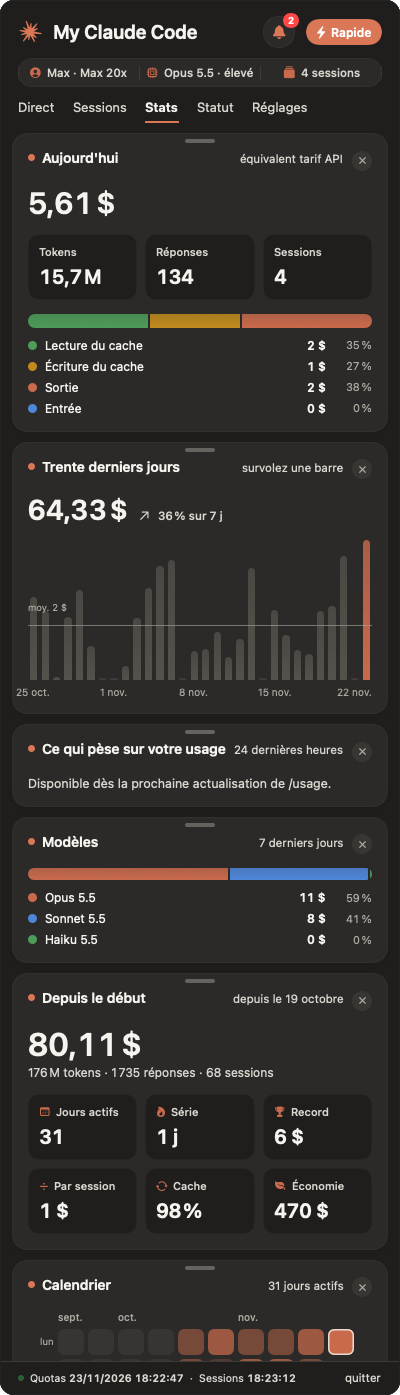 My Claude Code
2
Rapide
Max · Max 20x
Opus 5.5 · élevé
4 sessions
Direct
Sessions
Stats
Statut
Réglages
Aujourd'hui
équivalent tarif API
5,61 $
Tokens
15,7 M
Réponses
134
Sessions
4
Lecture du cache 2 $ 35 %
Écriture du cache 1 $ 27 %
Sortie 2 $ 38 %
Entrée 0 $ 0 %
Trente derniers jours
survolez une barre
64,33 $
36 % sur 7 j
moy. 2 $
25 oct.
1 nov.
8 nov.
15 nov.
22 nov.
Ce qui pèse sur votre usage
24 dernières heures
Disponible dès la prochaine actualisation de /usage.
Modèles
7 derniers jours
Opus 5.5 11 $ 59 %
Sonnet 5.5 8 $ 41 %
Haiku 5.5 0 $ 0 %
Depuis le début
depuis le 19 octobre
80,11 $
176 M tokens · 1 735 réponses · 68 sessions
Jours actifs
31
Série
1 j
Record
6 $
Par session
1 $
Cache
98 %
Économie
470 $
Calendrier
31 jours actifs
sept.
oct.
nov.
lun
Quotas 23/11/2026 18:22:47 · Sessions 18:23:12
quitter